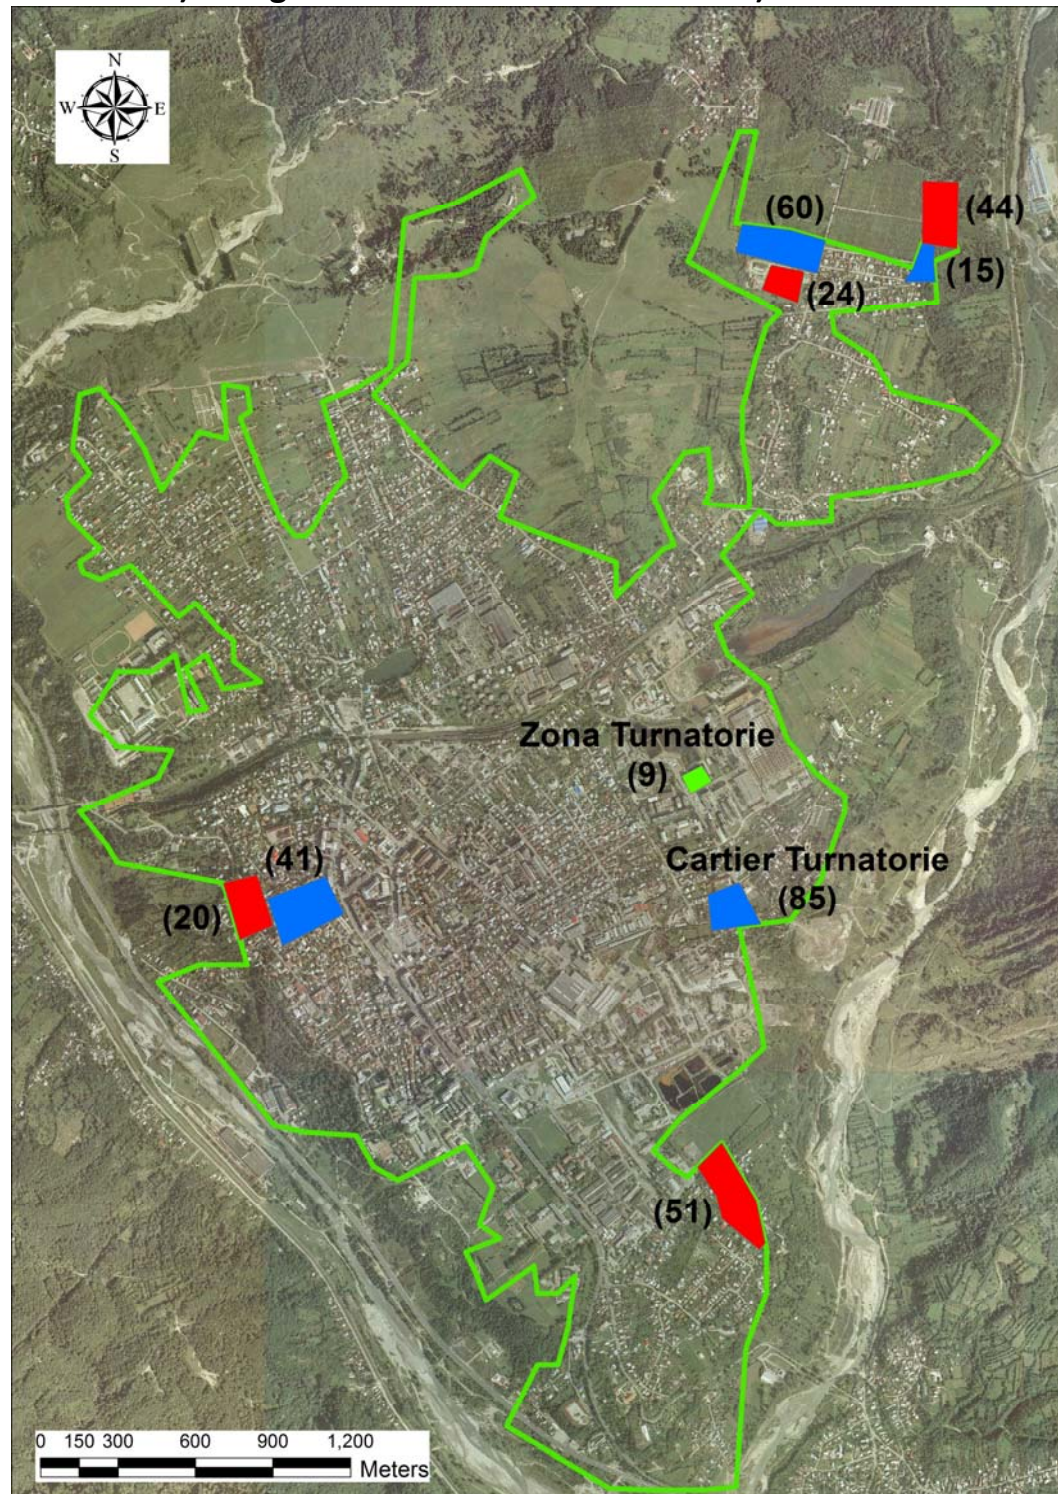 N
W E
S
(60)
(44)
(15)
(24)
Zona Turnatorie
(9)
(41)
Cartier Turnatorie
(85)
(20)
(51)
0 150 300 600 900 1,200
Meters